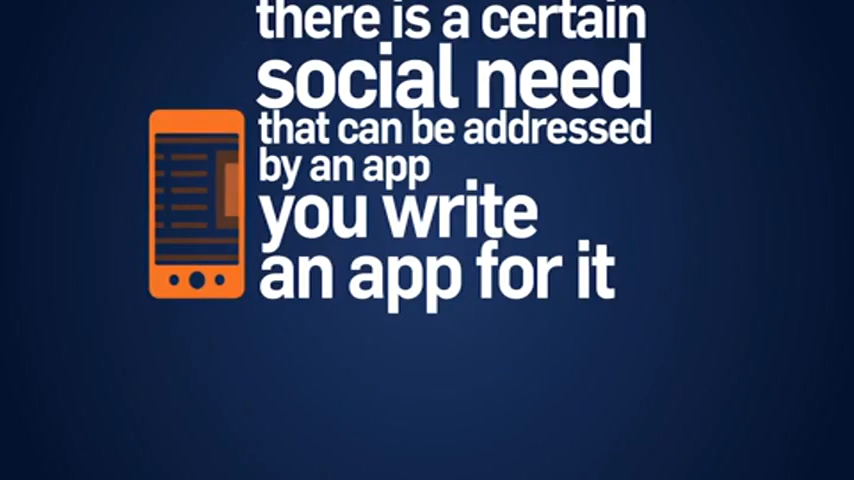 there is a certain
social need
that can be addressed
by an app
you write
an app for it